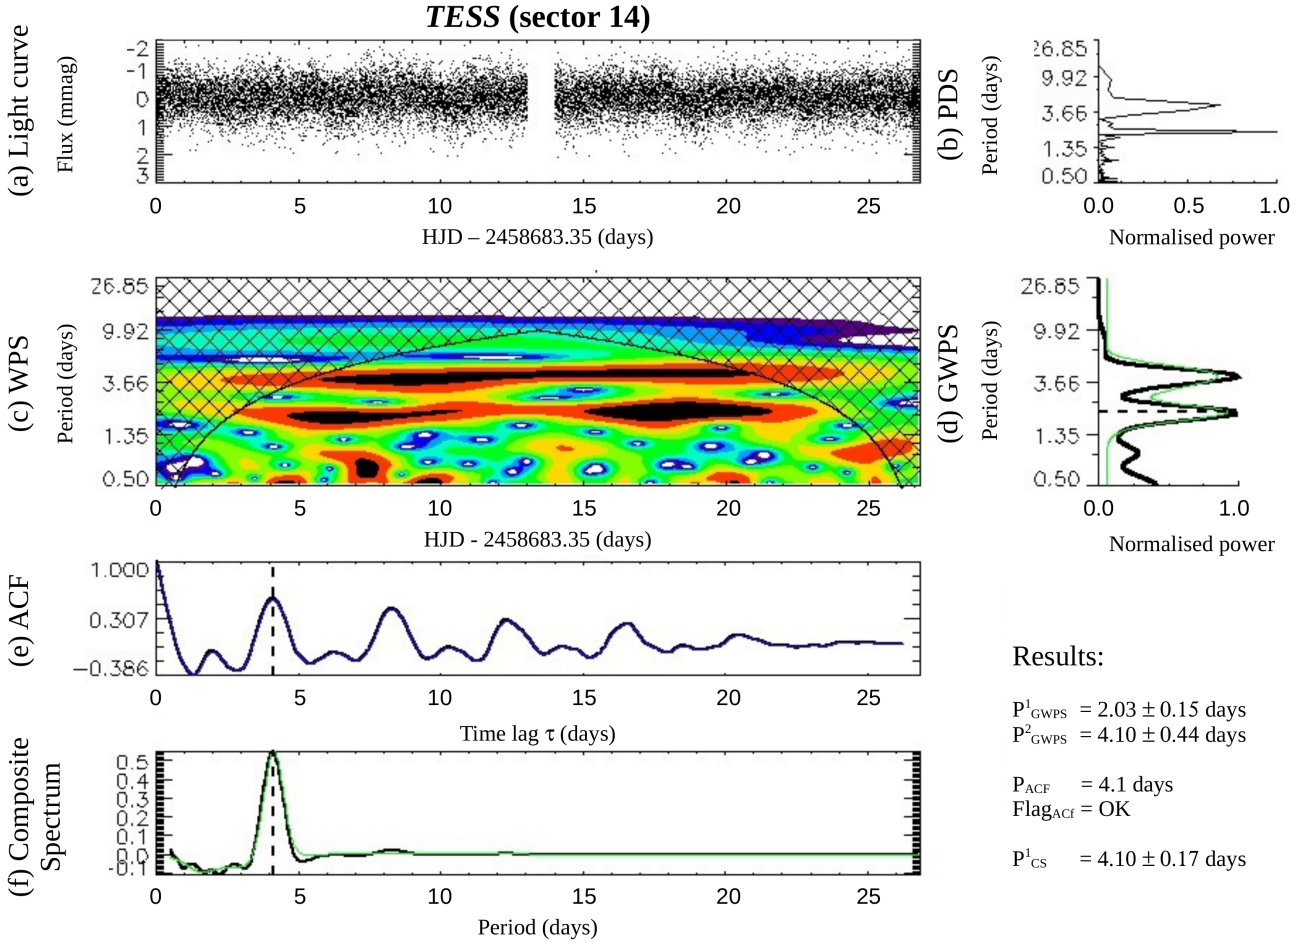 TESS (sector 14)
(a) Light curve
Flux (mmag)
-2
-1
0
1
2
3
0 5 10 15 20 25
HJD – 2458683.35 (days)
(b) PDS
Period (days)
26.85
9.92
3.66
1.35
0.50
0.0 0.5 1.0
Normalised power
(c) WPS
Period (days)
26.85
9.92
3.66
1.35
0.50
0 5 10 15 20 25
HJD - 2458683.35 (days)
(d) GWPS
Period (days)
26.85
9.92
3.66
1.35
0.50
0.0 1.0
Normalised power
(e) ACF
1.000
0.307
−0.386
0 5 10 15 20 25
Time lag τ (days)
(f) Composite
Spectrum
0.5
0.4
0.3
0.2
0.1
0.0
-0.1
0 5 10 15 20 25
Period (days)
Results:
P¹GWPS = 2.03 ± 0.15 days
P²GWPS = 4.10 ± 0.44 days
PACF = 4.1 days
FlagACf = OK
P¹CS = 4.10 ± 0.17 days